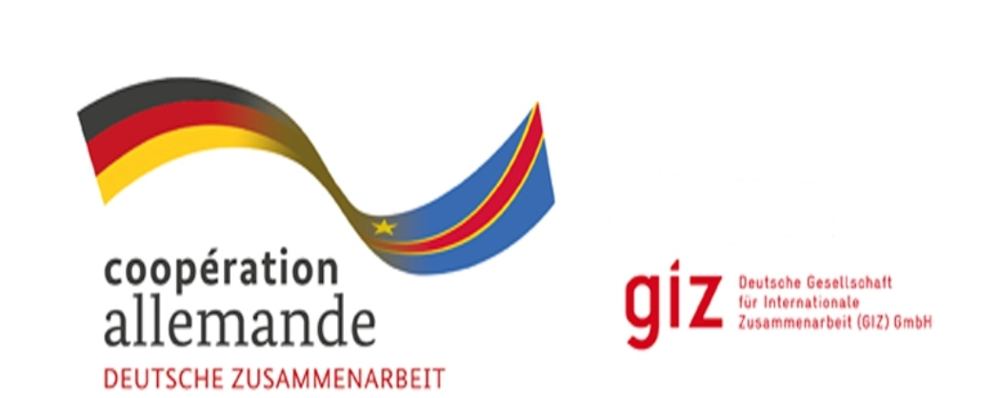 coopération
allemande
DEUTSCHE ZUSAMMENARBEIT
giz
Deutsche Gesellschaft
für Internationale
Zusammenarbeit (GIZ) GmbH